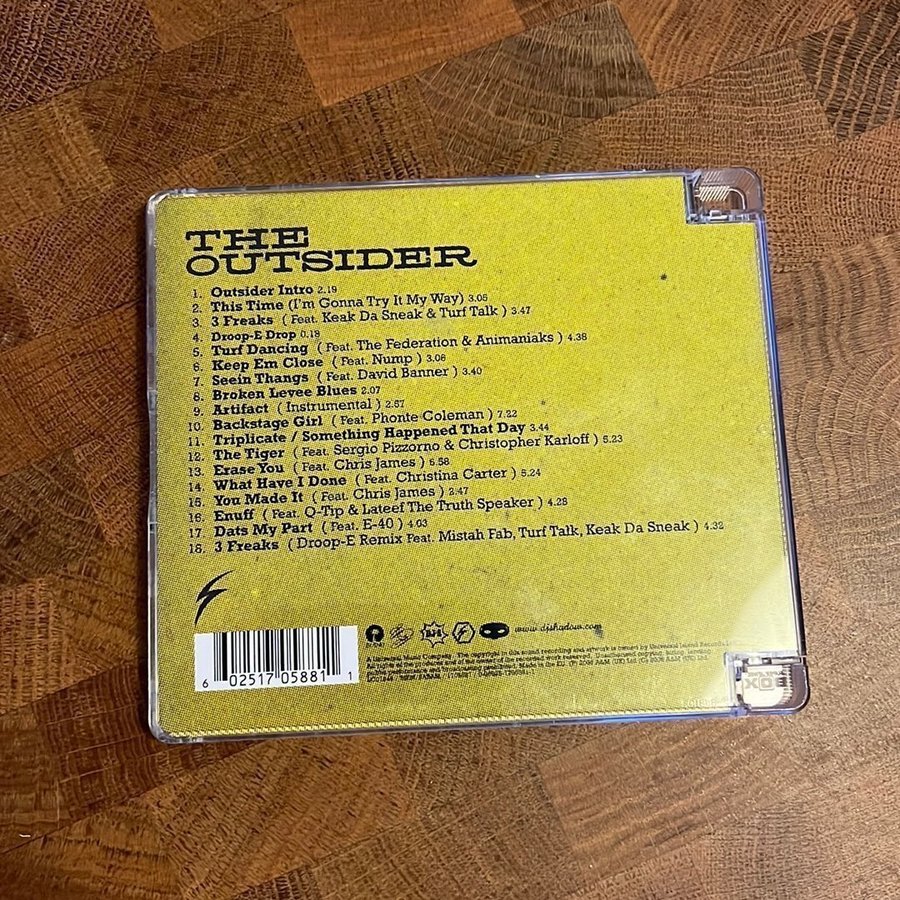 THE
OUTSIDER
1. Outsider Intro 2.19
2. This Time (I'm Gonna Try It My Way) 3.05
3. 3 Freaks ( Feat. Keak Da Sneak & Turf Talk ) 3.47
4. Droop-E Drop 0.18
5. Turf Dancing ( Feat. The Federation & Animaniaks ) 4.38
6. Keep Em Close ( Feat. Nump ) 3.06
7. Seein Thangs ( Feat. David Banner ) 3.40
8. Broken Levee Blues 2.07
9. Artifact ( Instrumental ) 2.57
10. Backstage Girl ( Feat. Phonte Coleman ) 7.22
11. Triplicate / Something Happened That Day 3.44
12. The Tiger ( Feat. Sergio Pizzorno & Christopher Karloff ) 5.23
13. Erase You ( Feat. Chris James ) 5.58
14. What Have I Done ( Feat. Christina Carter ) 5.24
15. You Made It ( Feat. Chris James ) 2.47
16. Enuff ( Feat. Q-Tip & Lateef The Truth Speaker ) 4.28
17. Dats My Part ( Feat. E-40 ) 4.03
18. 3 Freaks ( Droop-E Remix Feat. Mistah Fab, Turf Talk, Keak Da Sneak ) 4.32
www.djshadow.com
6 02517 05881 1
BOX